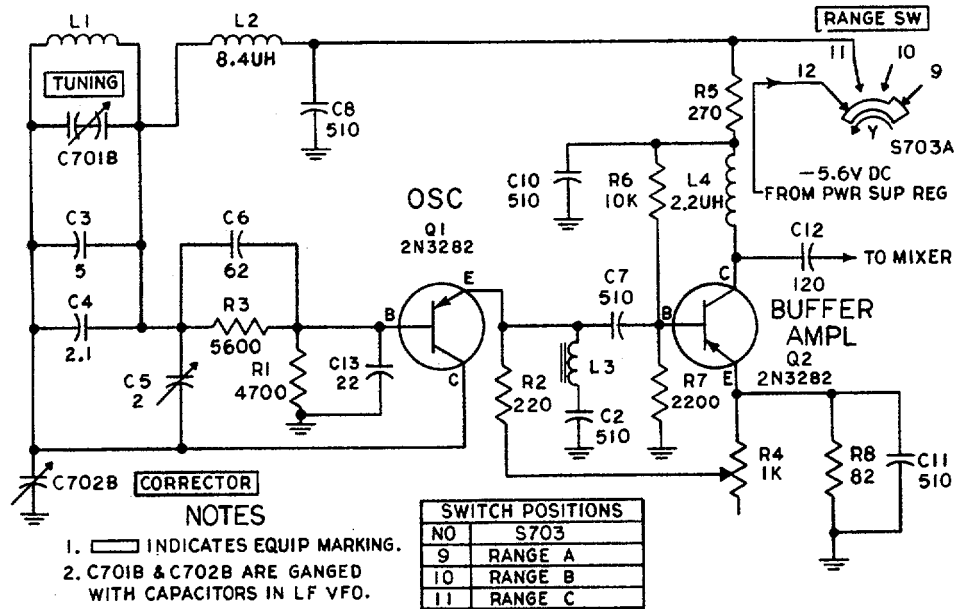 L1
TUNING
C701B
C3
5
C4
2.1
L2
8.4UH
C8
510
C6
62
R3
5600
C5
2
R1
4700
C13
22
OSC
Q1
2N3282
B
E
C
R2
220
L3
C2
510
C7
510
C10
510
R6
10K
R5
270
L4
2.2UH
RANGE SW
11
10
9
12
Y
S703A
-5.6V DC
FROM PWR SUP REG
C12
120
TO MIXER
B
C
E
BUFFER
AMPL
Q2
2N3282
R7
2200
R4
1K
R8
82
C11
510
C702B
CORRECTOR
NOTES
1. INDICATES EQUIP MARKING.
2. C701B & C702B ARE GANGED
WITH CAPACITORS IN LF VFO.
SWITCH POSITIONS
NO S703
9 RANGE A
10 RANGE B
11 RANGE C